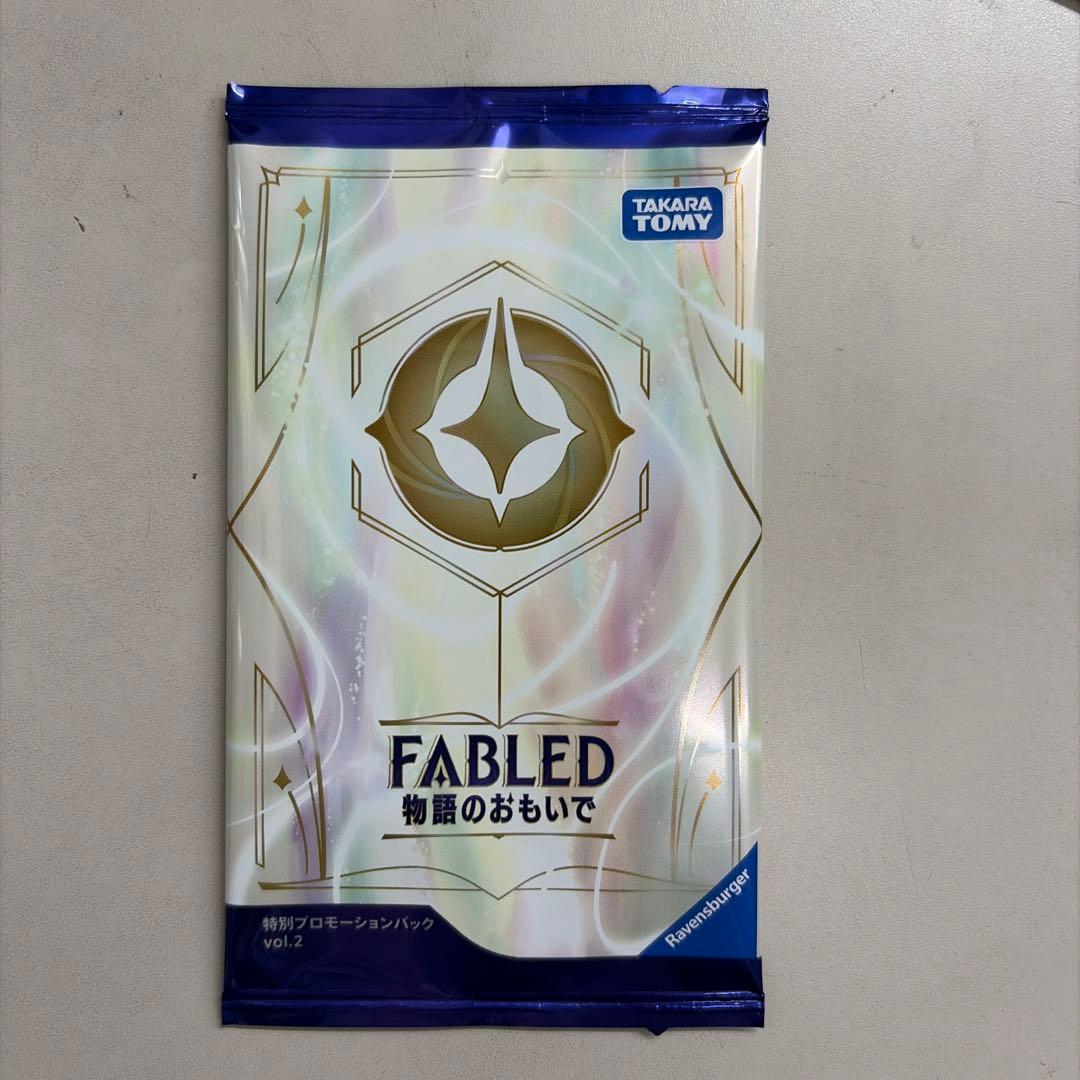 TAKARA
TOMY
FABLED
物語のおもいで
特別プロモーションパック
vol.2
Ravensburger